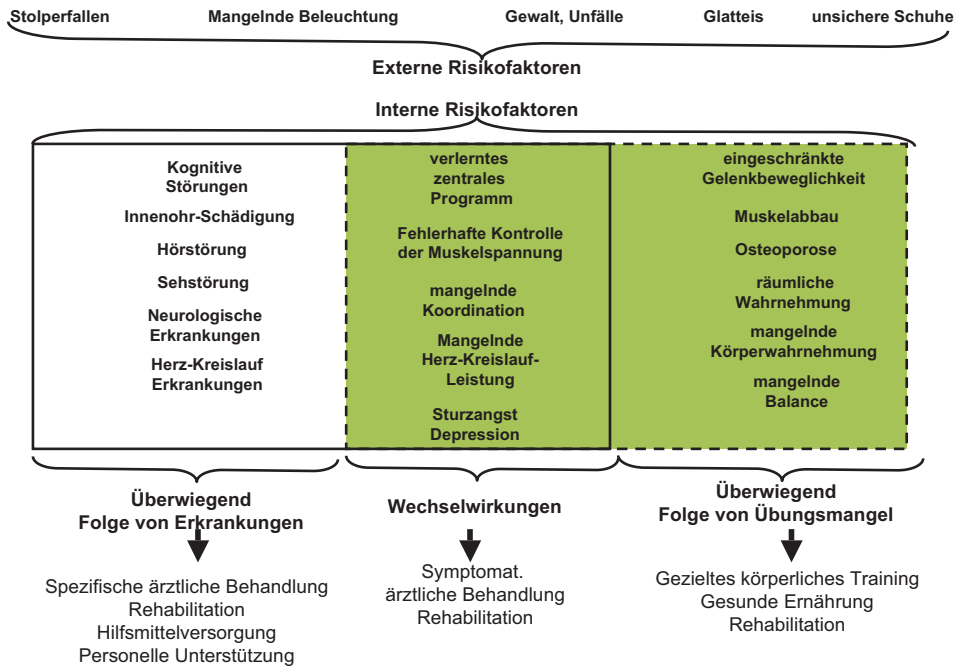 Stolperfallen Mangelnde Beleuchtung Gewalt, Unfälle Glatteis unsichere Schuhe
Externe Risikofaktoren
Interne Risikofaktoren
Kognitive
Störungen
Innenohr-Schädigung
Hörstörung
Sehstörung
Neurologische
Erkrankungen
Herz-Kreislauf
Erkrankungen
verlerntes
zentrales
Programm
Fehlerhafte Kontrolle
der Muskelspannung
mangelnde
Koordination
Mangelnde
Herz-Kreislauf-
Leistung
Sturzangst
Depression
eingeschränkte
Gelenkbeweglichkeit
Muskelabbau
Osteoporose
räumliche
Wahrnehmung
mangelnde
Körperwahrnehmung
mangelnde
Balance
Überwiegend
Folge von Erkrankungen
Spezifische ärztliche Behandlung
Rehabilitation
Hilfsmittelversorgung
Personelle Unterstützung
Wechselwirkungen
Symptomat.
ärztliche Behandlung
Rehabilitation
Überwiegend
Folge von Übungsmangel
Gezieltes körperliches Training
Gesunde Ernährung
Rehabilitation